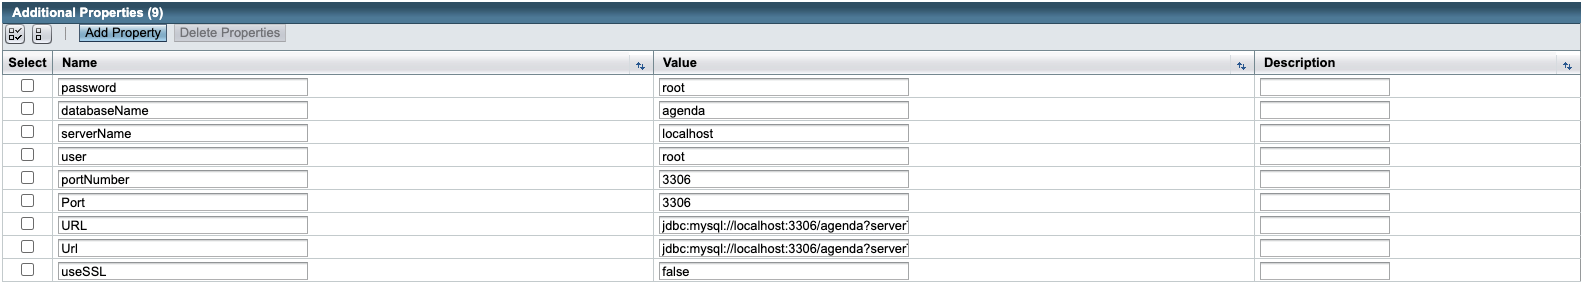 Additional Properties (9)
Add Property Delete Properties
Select Name Value Description
password root
databaseName agenda
serverName localhost
user root
portNumber 3306
Port 3306
URL jdbc:mysql://localhost:3306/agenda?server
Url jdbc:mysql://localhost:3306/agenda?server
useSSL false